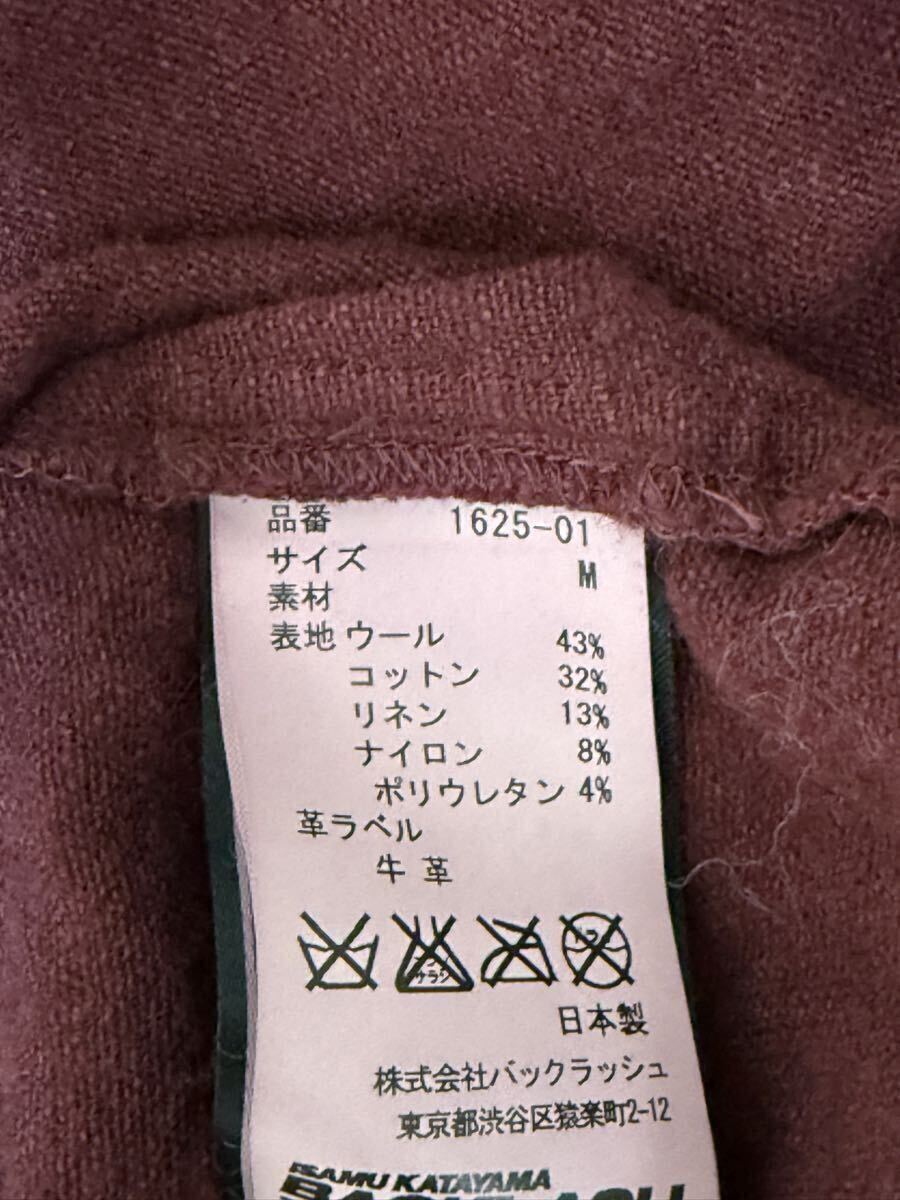 品番 1625-01
サイズ M
素材
表地 ウール 43%
コットン 32%
リネン 13%
ナイロン 8%
ポリウレタン 4%
革ラベル
牛革
日本製
株式会社バックラッシュ
東京都渋谷区猿楽町2-12
ISAMU KATAYAMA
BACKLASH